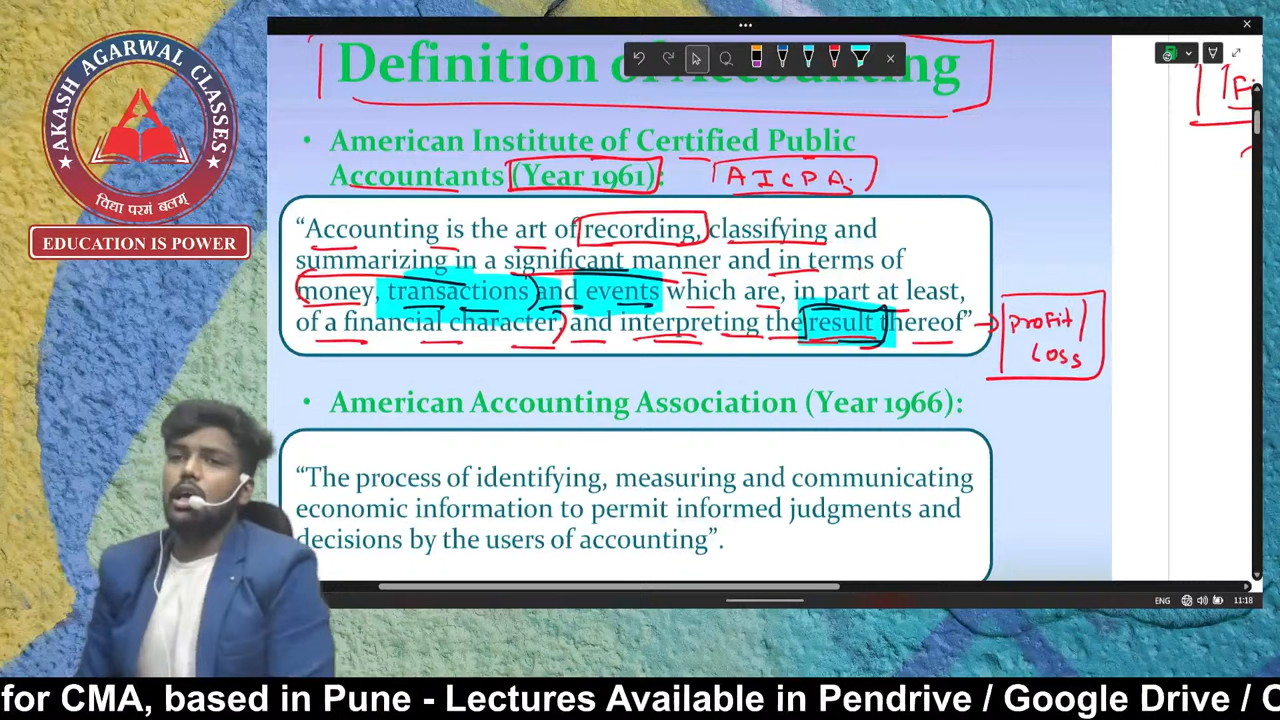 AKASH AGARWAL CLASSES
विद्या परमं बलम्
EDUCATION IS POWER
Definition of Accounting
• American Institute of Certified Public
Accountants (Year 1961): AICPA
"Accounting is the art of recording, classifying and
summarizing in a significant manner and in terms of
money, transactions and events which are, in part at least,
of a financial character, and interpreting the result thereof"
Profit/
Loss
• American Accounting Association (Year 1966):
"The process of identifying, measuring and communicating
economic information to permit informed judgments and
decisions by the users of accounting".
ENG 11:18
for CMA, based in Pune - Lectures Available in Pendrive / Google Drive /